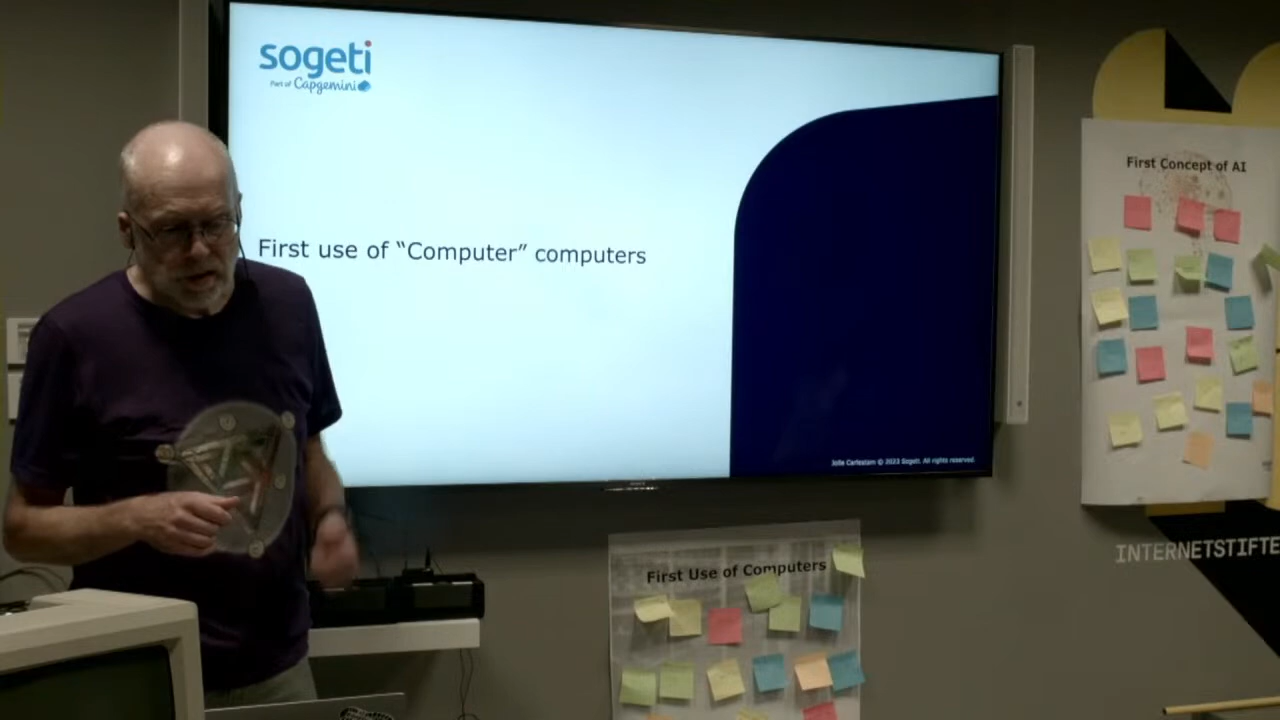 sogeti
Part of Capgemini
First use of “Computer” computers
First Concept of AI
INTERNETSTIFTE
First Use of Computers